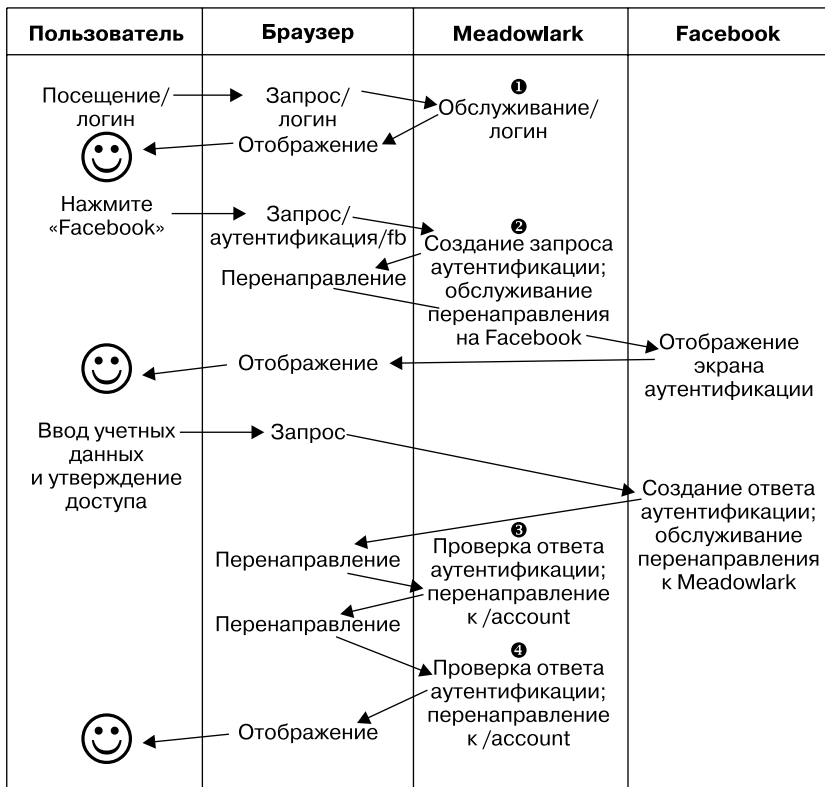 Пользователь Браузер Meadowlark Facebook
Посещение/
логин
Запрос/
логин
❶
Обслуживание/
логин
Отображение
Нажмите
«Facebook»
Запрос/
аутентификация/fb
❷
Создание запроса
аутентификации;
обслуживание
перенаправления
на Facebook
Перенаправление
Отображение
экрана
аутентификации
Отображение
Ввод учетных
данных
и утверждение
доступа
Запрос
Создание ответа
аутентификации;
обслуживание
перенаправления
к Meadowlark
Перенаправление
❸
Проверка ответа
аутентификации;
перенаправление
к /account
Перенаправление
❹
Проверка ответа
аутентификации;
перенаправление
к /account
Отображение